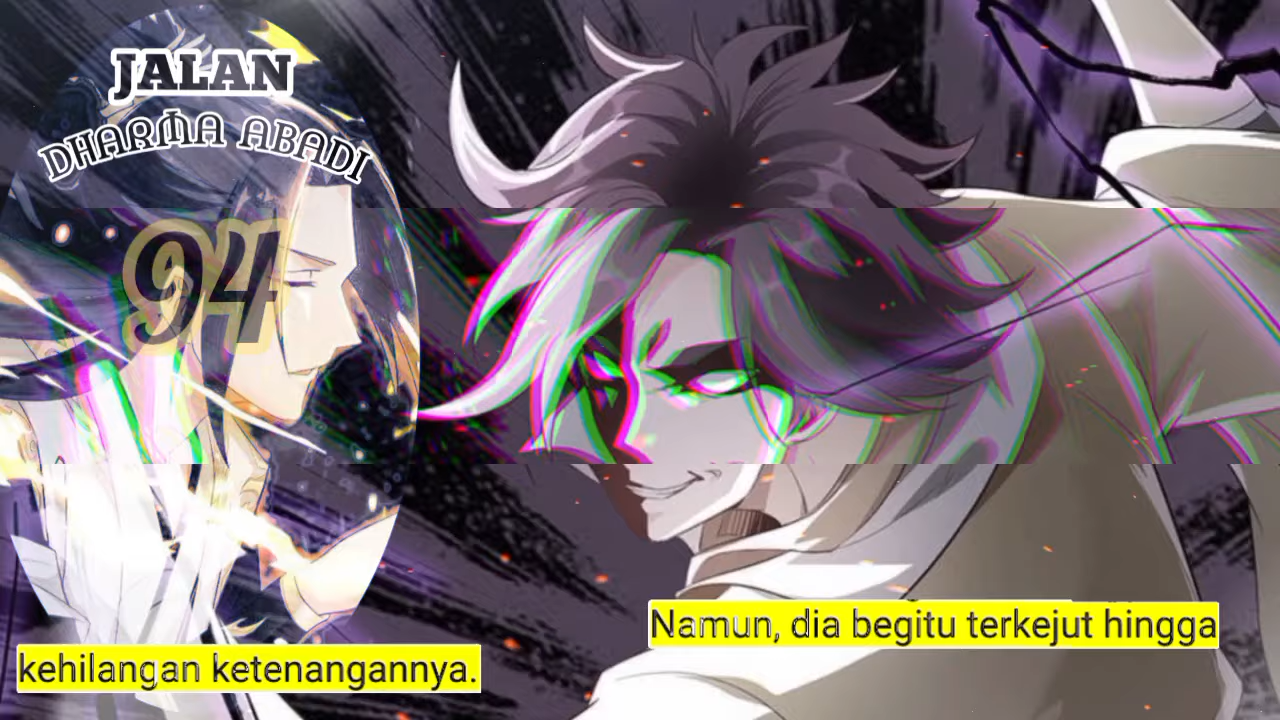 JALAN
DHARMA ABADI
94
Namun, dia begitu terkejut hingga
kehilangan ketenangannya.